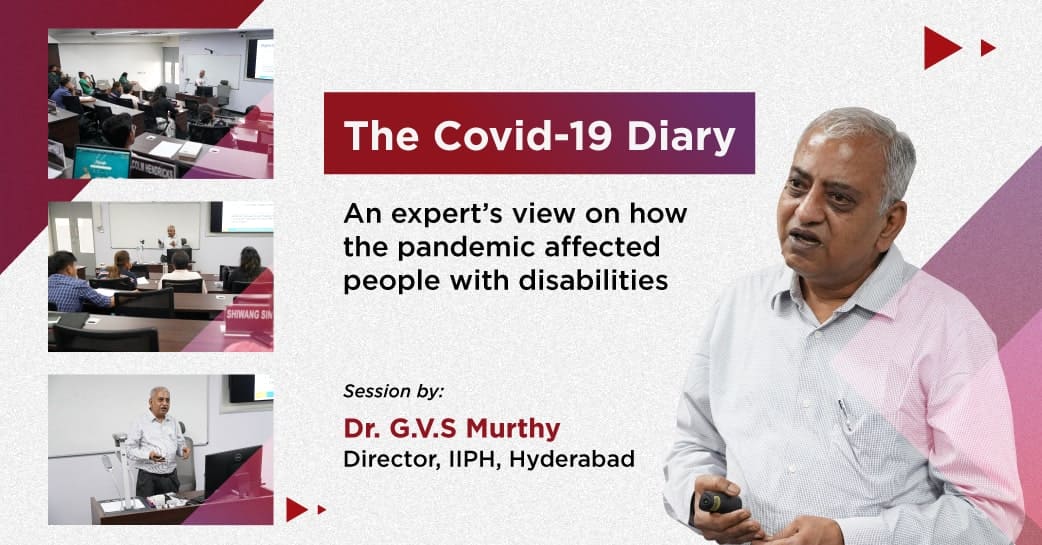 The Covid-19 Diary
An expert’s view on how
the pandemic affected
people with disabilities
Session by:
Dr. G.V.S Murthy
Director, IIPH, Hyderabad
COLM HENDRICKS
SHIWANG SIN